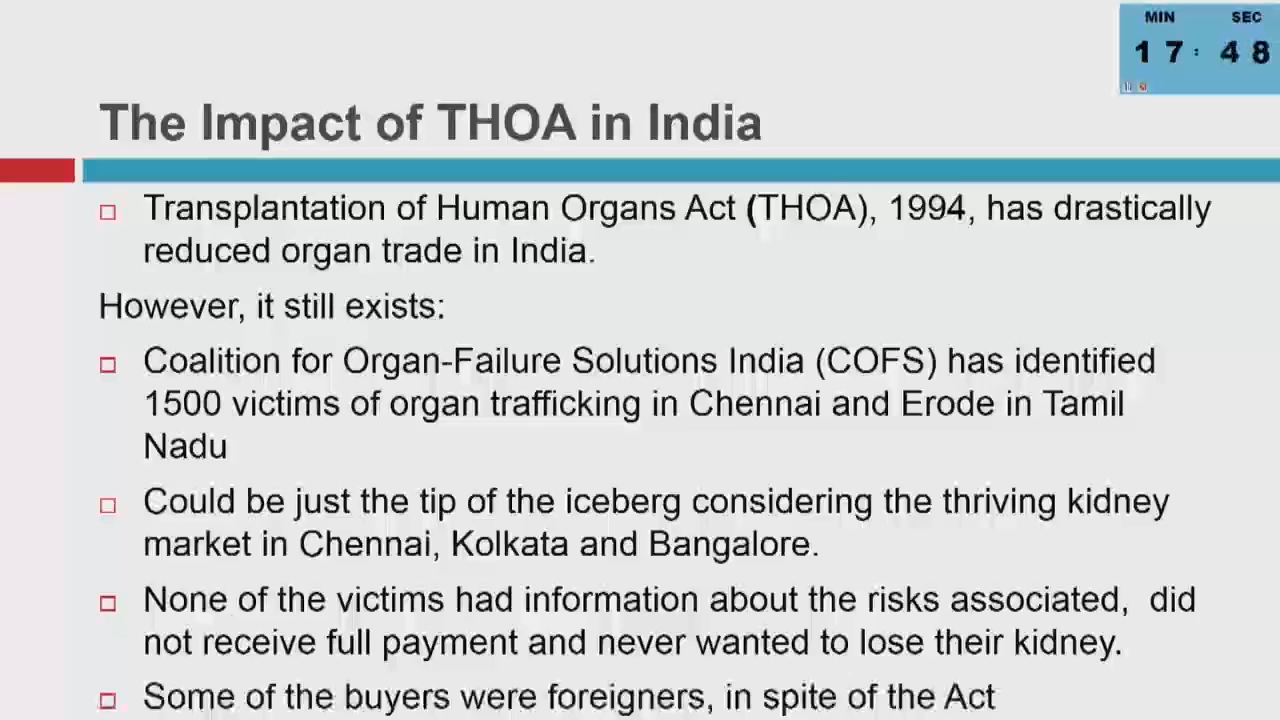 MIN SEC
17:48
The Impact of THOA in India
□ Transplantation of Human Organs Act (THOA), 1994, has drastically
reduced organ trade in India.
However, it still exists:
□ Coalition for Organ-Failure Solutions India (COFS) has identified
1500 victims of organ trafficking in Chennai and Erode in Tamil
Nadu
□ Could be just the tip of the iceberg considering the thriving kidney
market in Chennai, Kolkata and Bangalore.
□ None of the victims had information about the risks associated,  did
not receive full payment and never wanted to lose their kidney.
□ Some of the buyers were foreigners, in spite of the Act